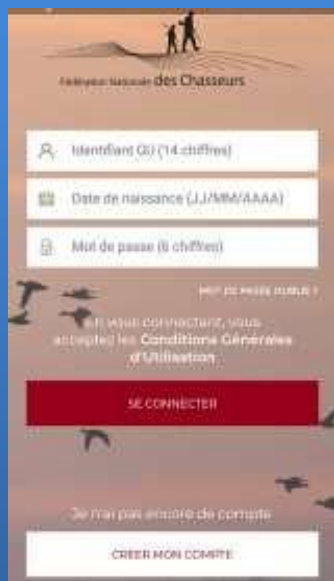 Fédération Nationale des Chasseurs
Identifiant GU (14 chiffres)
Date de naissance (JJ/MM/AAAA)
Mot de passe (6 chiffres)
MOT DE PASSE OUBLIÉ ?
En vous connectant, vous
acceptez les Conditions Générales
d'Utilisation
SE CONNECTER
Je n'ai pas encore de compte
CRÉER MON COMPTE